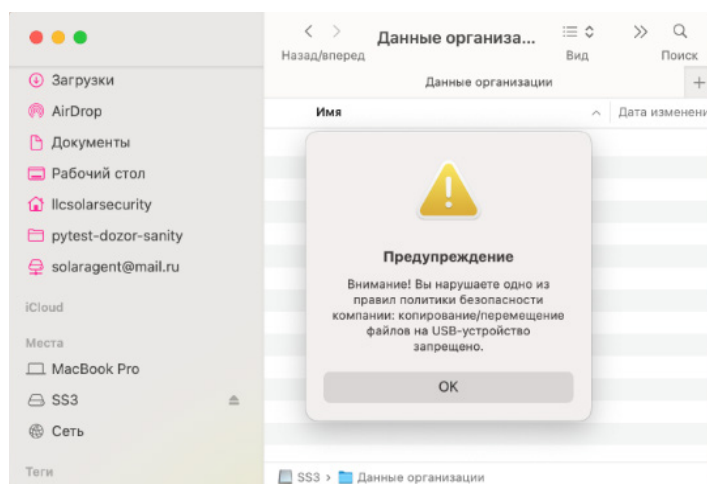 Данные организа...
Назад/вперед
Вид
Поиск
Загрузки
AirDrop
Документы
Рабочий стол
llcsolarsecurity
pytest-dozor-sanity
solaragent@mail.ru
iCloud
Места
MacBook Pro
SS3
Сеть
Теги
Данные организации
Имя
Дата изменени
Предупреждение
Внимание! Вы нарушаете одно из
правил политики безопасности
компании: копирование/перемещение
файлов на USB-устройство
запрещено.
OK
SS3 › Данные организации